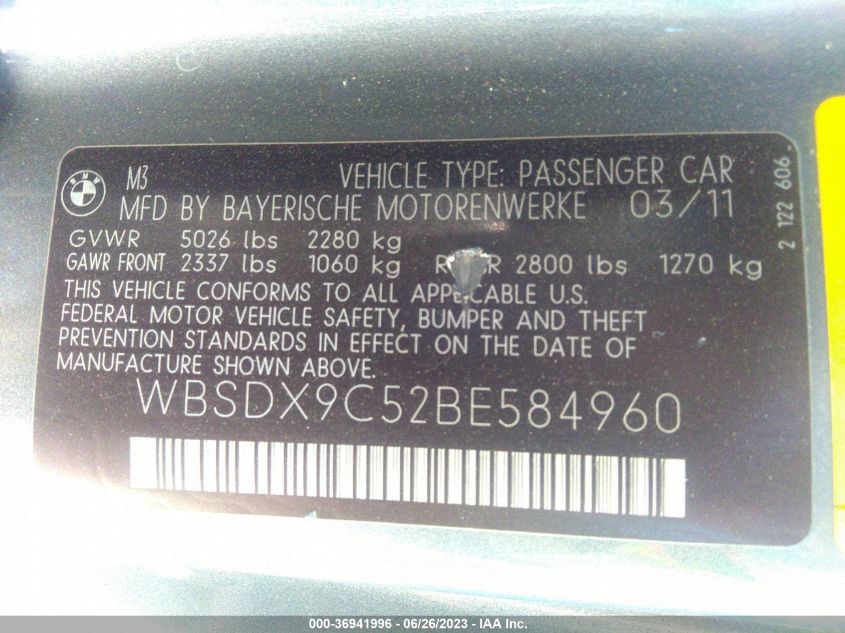 BMW
M3 VEHICLE TYPE: PASSENGER CAR
MFD BY BAYERISCHE MOTORENWERKE 03/11
GVWR 5026 lbs 2280 kg
GAWR FRONT 2337 lbs 1060 kg 2800 lbs 1270 kg
THIS VEHICLE CONFORMS TO ALL APPLICABLE U.S.
FEDERAL MOTOR VEHICLE SAFETY, BUMPER AND THEFT
PREVENTION STANDARDS IN EFFECT ON THE DATE OF
MANUFACTURE SHOWN ABOVE.
WBSDX9C52BE584960
2 122 606.
000-36941996 - 06/26/2023 - IAA Inc.